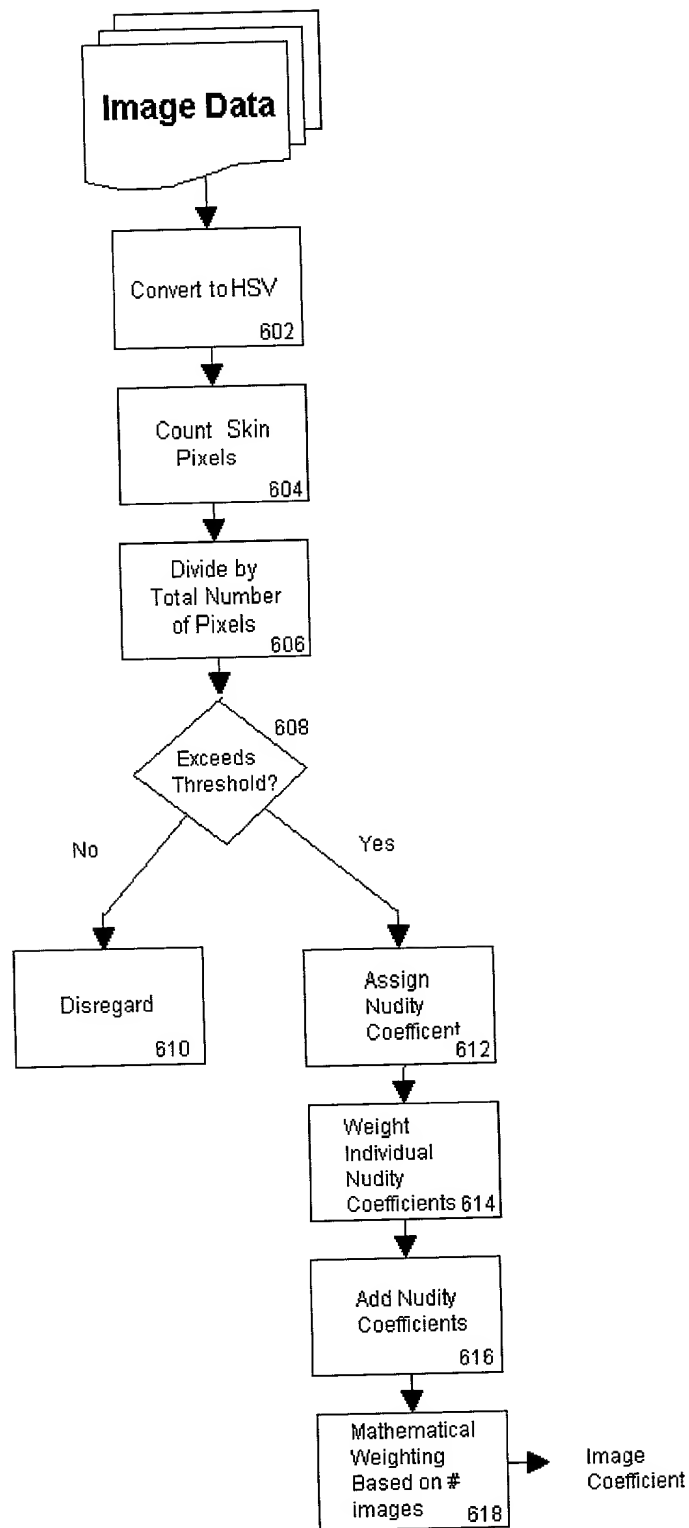 Image Data
Convert to HSV
602
Count Skin
Pixels
604
Divide by
Total Number
of Pixels
606
608
Exceeds
Threshold?
No
Yes
Disregard
610
Assign
Nudity
Coefficent
612
Weight
Individual
Nudity
Coefficients 614
Add Nudity
Coefficients
616
Mathematical
Weighting
Based on #
images
618
Image
Coefficient